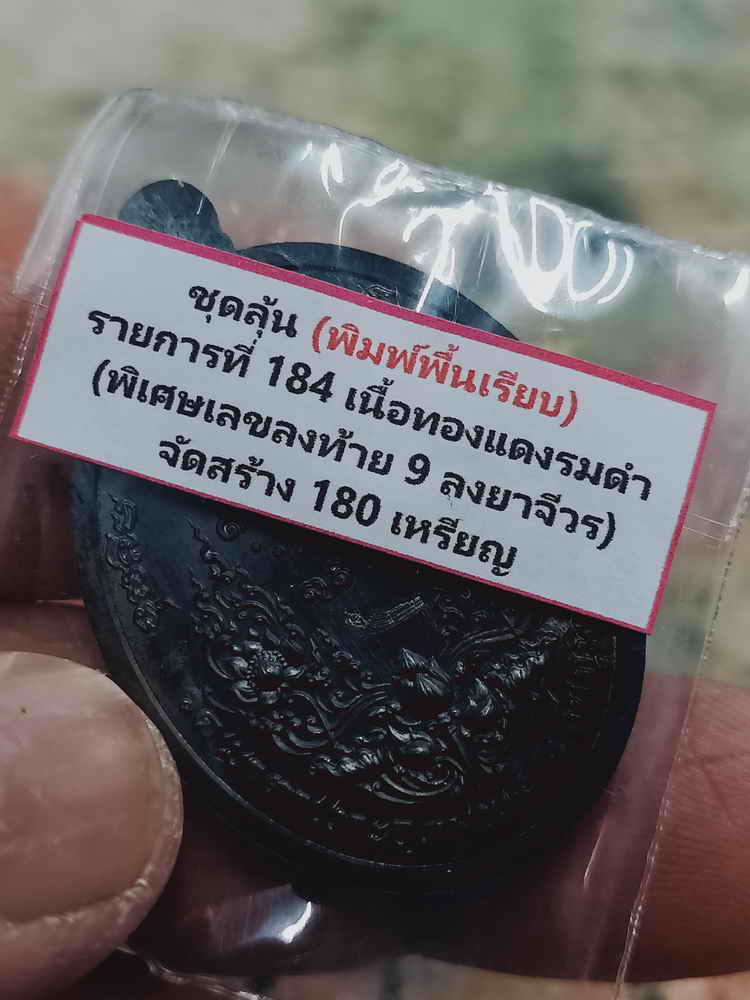 ชุดลุ้น (พิมพ์พื้นเรียบ)
รายการที่ 184 เนื้อทองแดงรมดำ
(พิเศษเลขลงท้าย 9 ลงยาจีวร)
จัดสร้าง 180 เหรียญ